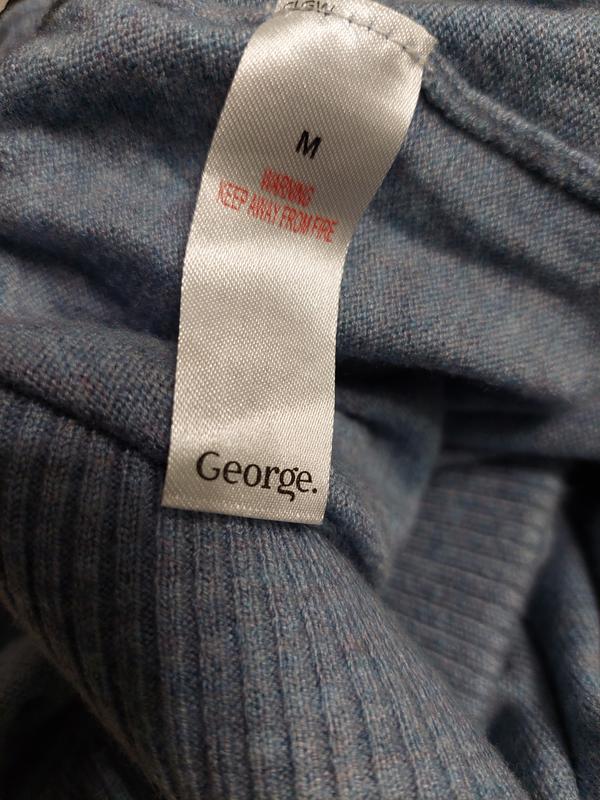 M
WARNING
KEEP AWAY FROM FIRE
George.